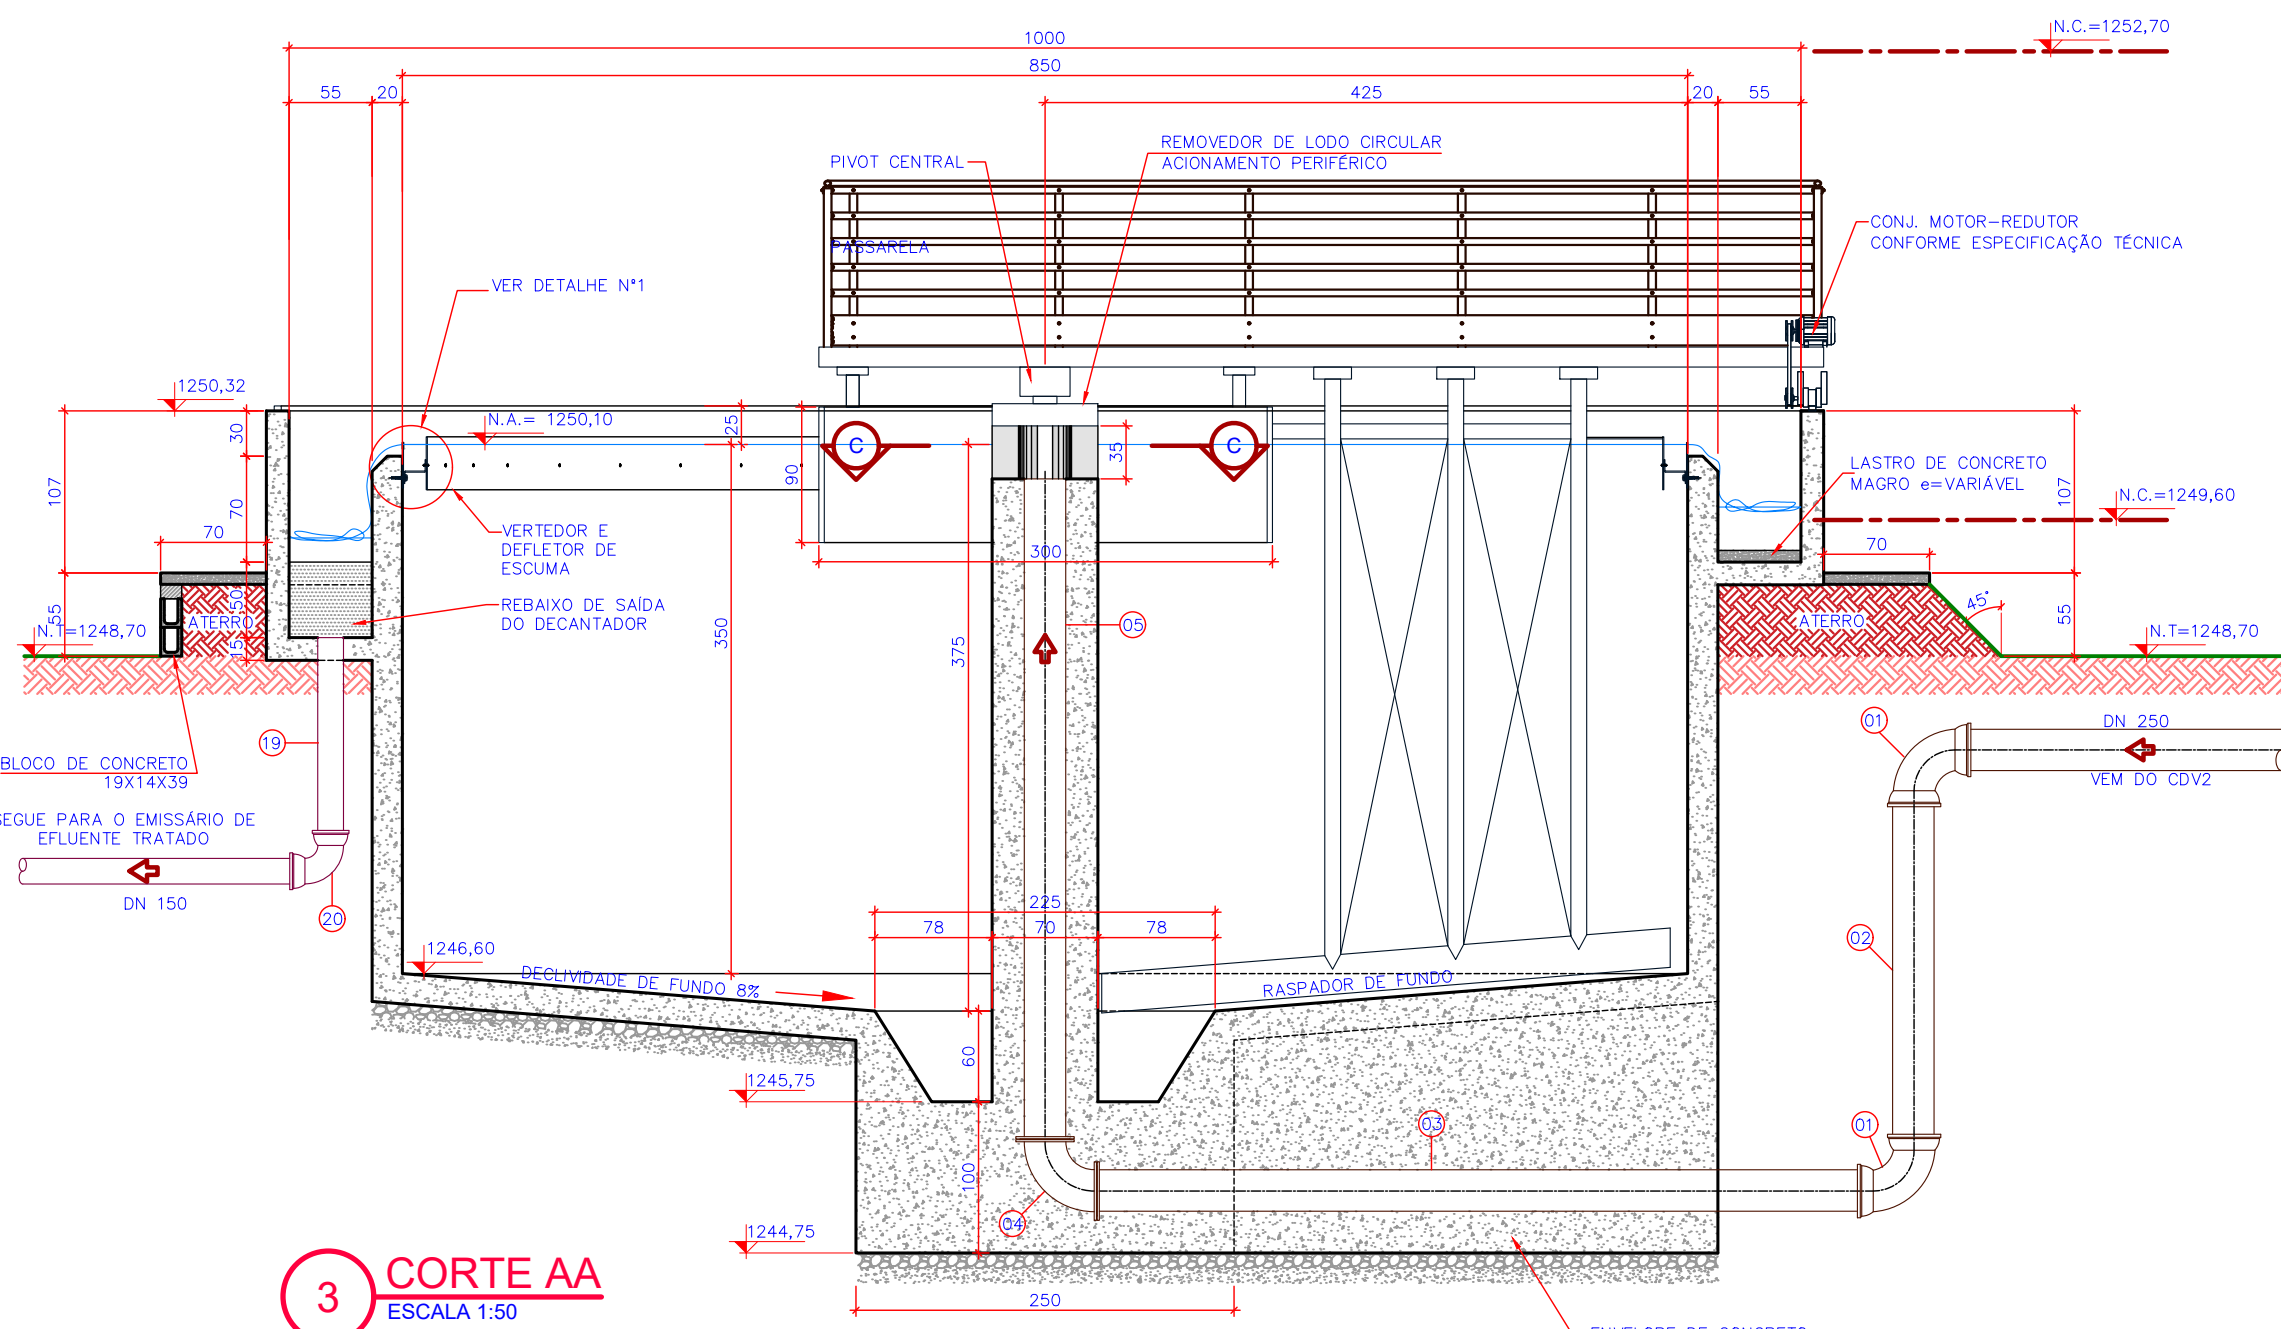 N.C.=1252,70
1000
850
55
20
425
20
55
REMOVEDOR DE LODO CIRCULAR
ACIONAMENTO PERIFÉRICO
PIVOT CENTRAL
CONJ. MOTOR-REDUTOR
CONFORME ESPECIFICAÇÃO TÉCNICA
PASSARELA
VER DETALHE N°1
1250,32
N.A.= 1250,10
25
30
C
C
35
90
107
70
70
LASTRO DE CONCRETO
MAGRO e=VARIÁVEL
107
N.C.=1249,60
VERTEDOR E
DEFLETOR DE
ESCUMA
300
70
REBAIXO DE SAÍDA
DO DECANTADOR
50
55
ATERRO
15
N.T=1248,70
350
375
05
45°
ATERRO
55
N.T=1248,70
19
BLOCO DE CONCRETO
19X14X39
01
DN 250
VEM DO CDV2
SEGUE PARA O EMISSÁRIO DE
EFLUENTE TRATADO
DN 150
20
225
78
70
78
02
1246,60
DECLIVIDADE DE FUNDO 8%
RASPADOR DE FUNDO
60
1245,75
03
01
100
04
1244,75
3
CORTE AA
ESCALA 1:50
250
ENVELOPE DE CONCRETO